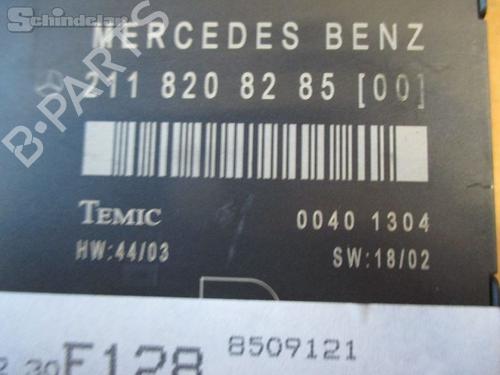 Schindelar
MERCEDES BENZ
211 820 82 85 [00]
B-PARTS
TEMIC 0040 1304
HW:44/03 SW:18/02
30 F128 8509121